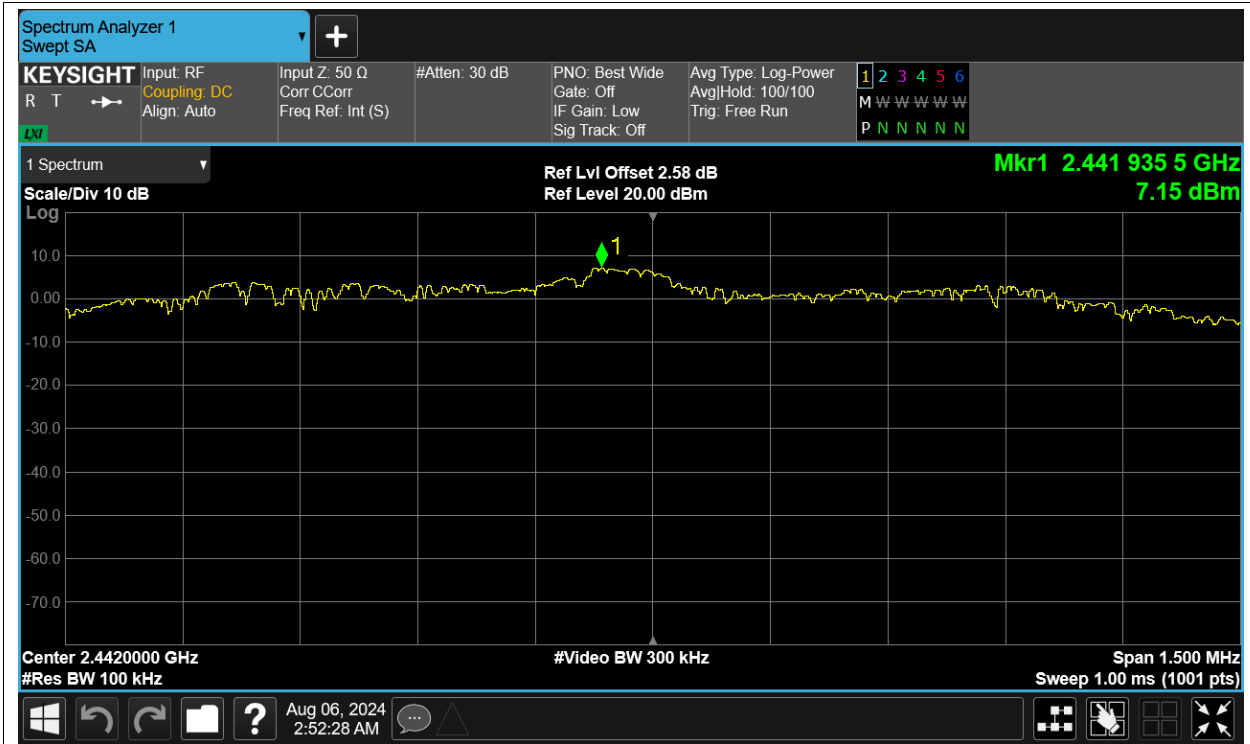 Spectrum Analyzer 1
Swept SA
KEYSIGHT
R T
LXI
Input: RF
Coupling: DC
Align: Auto
Input Z: 50 Ω
Corr CCorr
Freq Ref: Int (S)
#Atten: 30 dB
PNO: Best Wide
Gate: Off
IF Gain: Low
Sig Track: Off
Avg Type: Log-Power
Avg|Hold: 100/100
Trig: Free Run
1 2 3 4 5 6
M W W W W W
P N N N N N
1 Spectrum
Scale/Div 10 dB
Log
Ref Lvl Offset 2.58 dB
Ref Level 20.00 dBm
Mkr1 2.441 935 5 GHz
7.15 dBm
1
10.0
0.00
-10.0
-20.0
-30.0
-40.0
-50.0
-60.0
-70.0
Center 2.4420000 GHz
#Video BW 300 kHz
Span 1.500 MHz
#Res BW 100 kHz
Sweep 1.00 ms (1001 pts)
?
Aug 06, 2024
2:52:28 AM